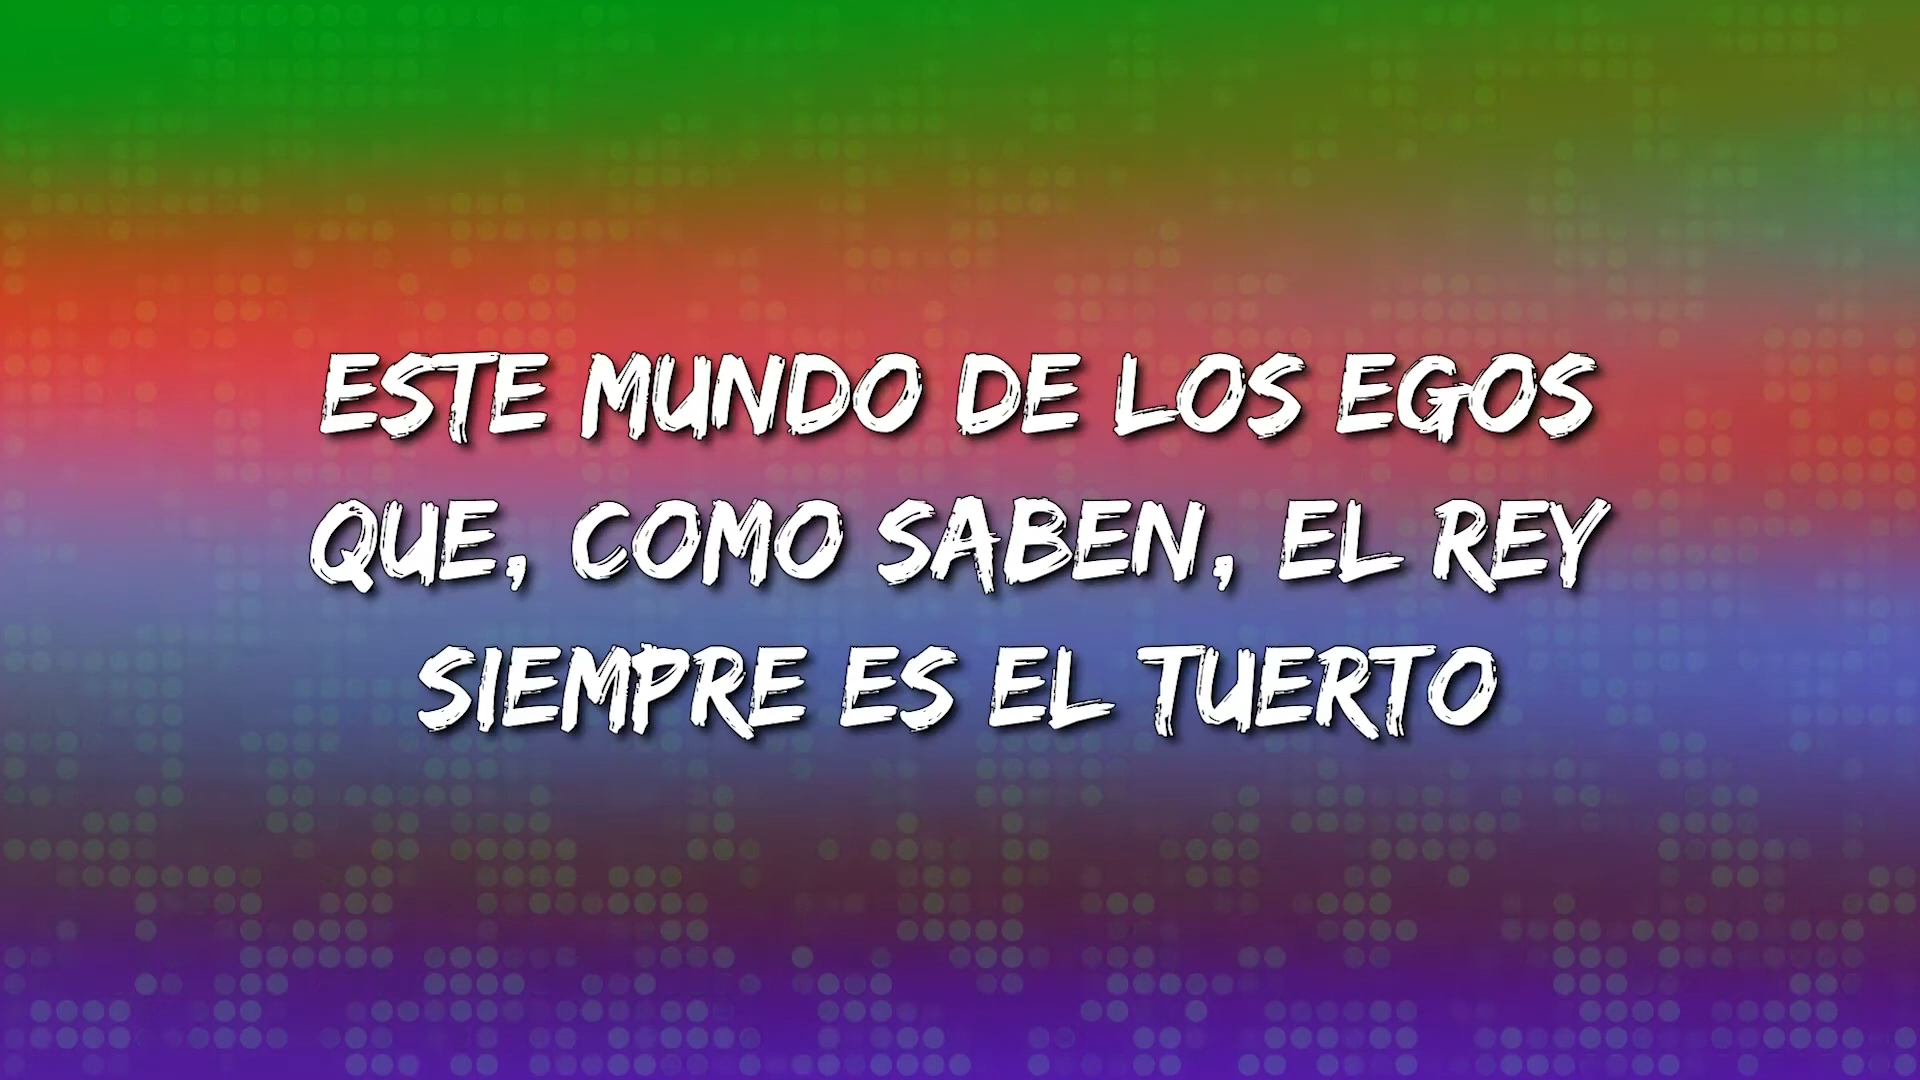 ESTE MUNDO DE LOS EGOS
QUE, COMO SABEN, EL REY
SIEMPRE ES EL TUERTO